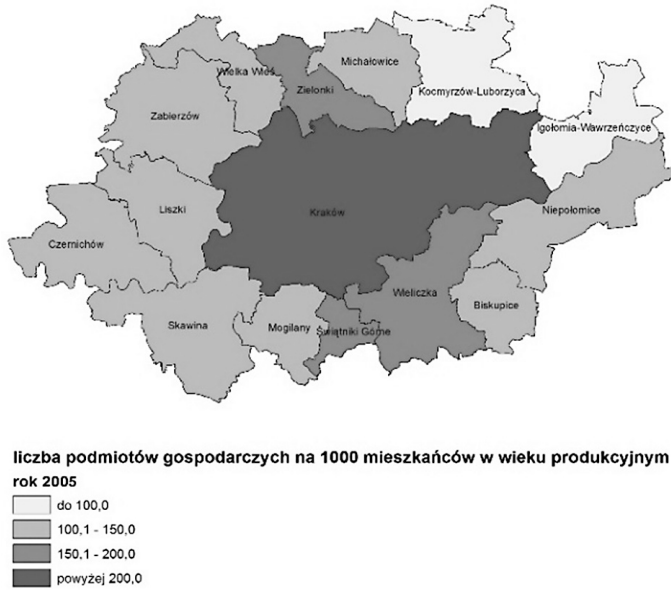 Michałowice
Wielka Wieś
Zielonki
Kocmyrzów-Luborzyca
Zabierzów
Igołomia-Wawrzeńczyce
Liszki
Kraków
Niepołomice
Czernichów
Wieliczka
Biskupice
Skawina
Mogilany
Świątniki Górne
liczba podmiotów gospodarczych na 1000 mieszkańców w wieku produkcyjnym
rok 2005
do 100,0
100,1 - 150,0
150,1 - 200,0
powyżej 200,0